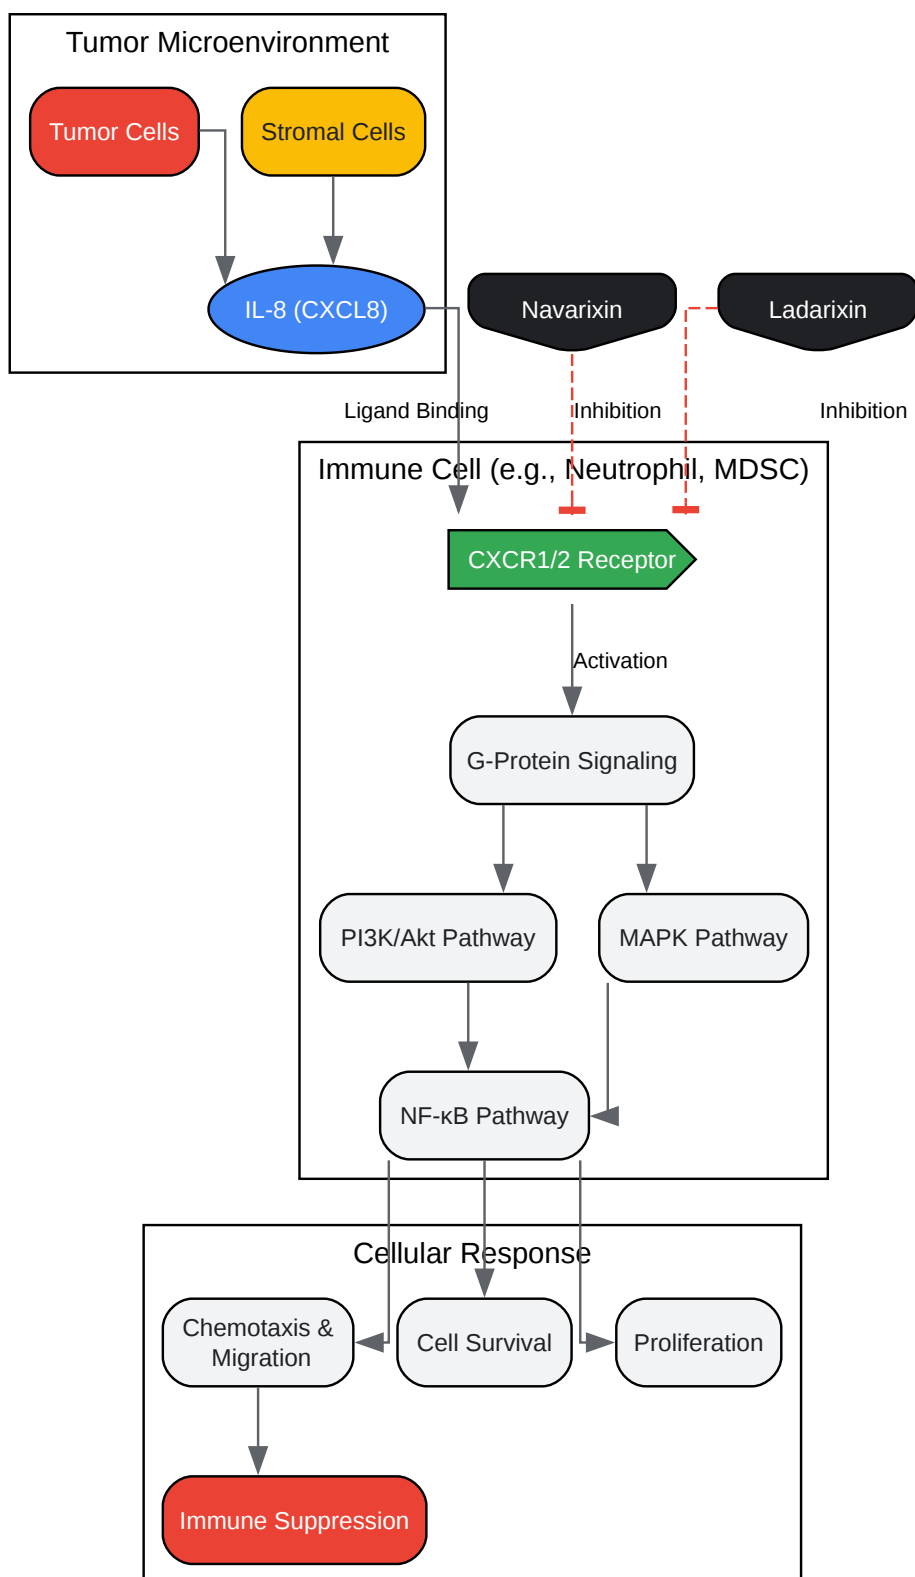 Tumor Microenvironment
Tumor Cells
Stromal Cells
IL-8 (CXCL8)
Navarixin
Ladarixin
Ligand Binding
Inhibition
Inhibition
Immune Cell (e.g., Neutrophil, MDSC)
CXCR1/2 Receptor
Activation
G-Protein Signaling
PI3K/Akt Pathway
MAPK Pathway
NF-κB Pathway
Cellular Response
Chemotaxis &
Migration
Cell Survival
Proliferation
Immune Suppression